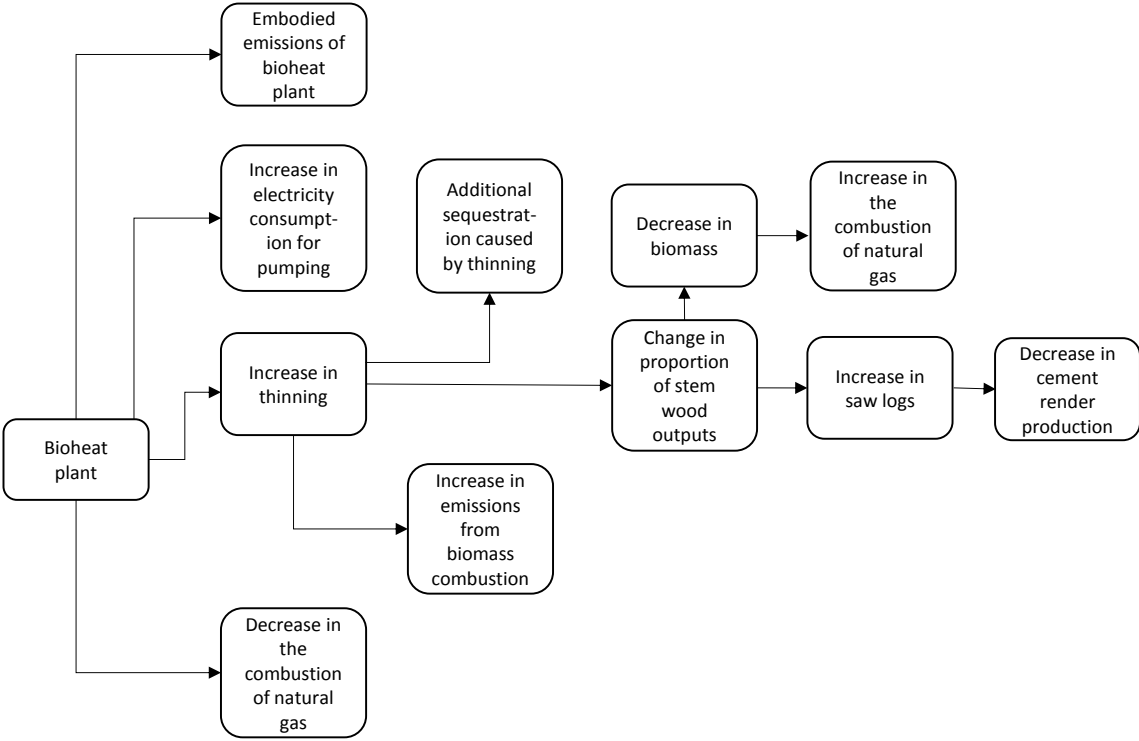 Embodied
emissions of
bioheat
plant
Increase in
electricity
consumpt-
ion for
pumping
Additional
sequestrat-
ion caused
by thinning
Decrease in
biomass
Increase in
the
combustion
of natural
gas
Increase in
thinning
Change in
proportion
of stem
wood
outputs
Increase in
saw logs
Decrease in
cement
render
production
Bioheat
plant
Increase in
emissions
from
biomass
combustion
Decrease in
the
combustion
of natural
gas